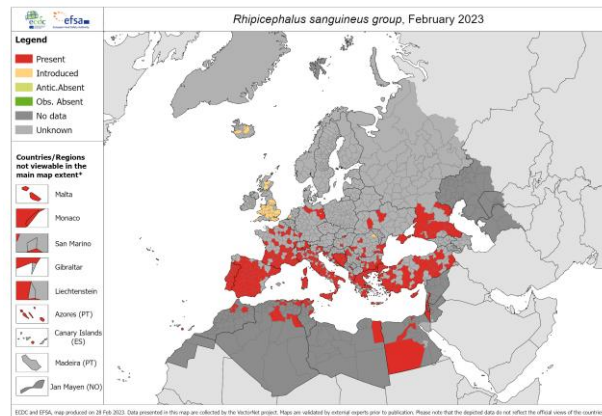 ecdc
efsa
Rhipicephalus sanguineus group, February 2023
Legend
Present
Introduced
Antic.Absent
Obs. Absent
No data
Unknown
Countries/Regions
not viewable in the
main map extent*
Malta
Monaco
San Marino
Gibraltar
Liechtenstein
Azores (PT)
Canary Islands
(ES)
Madeira (PT)
Jan Mayen (NO)
ECDC and EFSA, map produced on 28 Feb 2023. Data presented in this map are collected by the VectorNet project. Maps are validated by external experts prior to publication. Please note that the depicted data do not reflect the official views of the countries